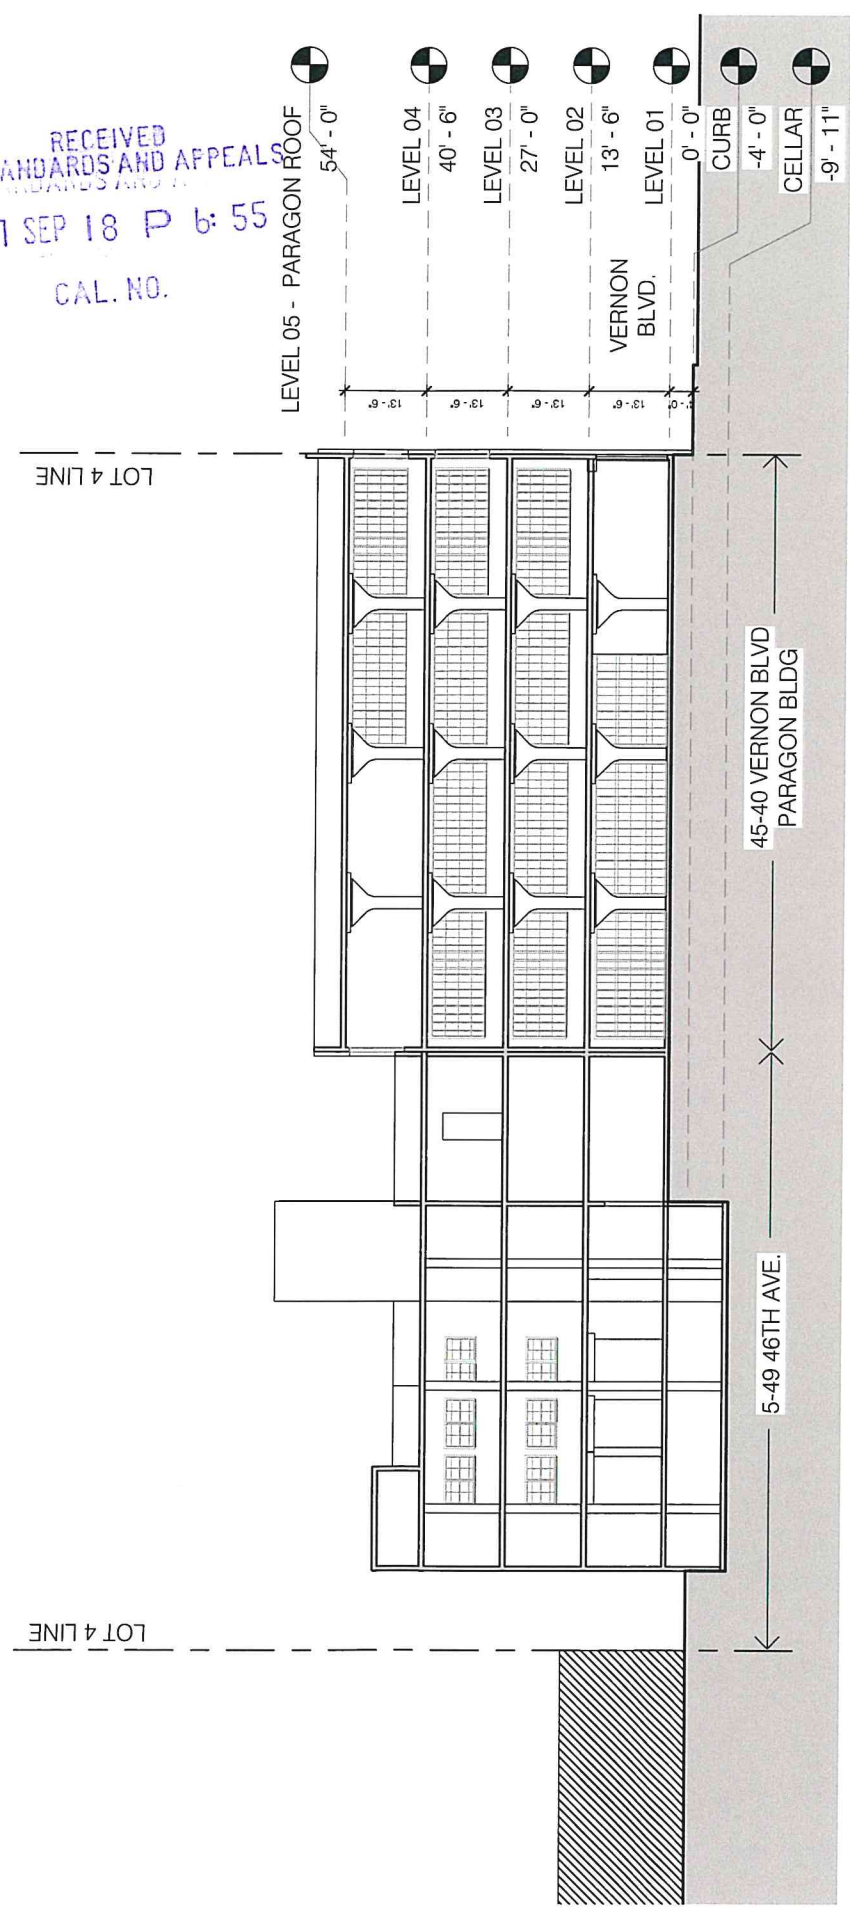 RECEIVED
ANDARDS AND APPEALS
SEP 18 P 6: 55
CAL. NO.
LEVEL 05 - PARAGON ROOF
54' - 0"
LEVEL 04
40' - 6"
LEVEL 03
27' - 0"
LEVEL 02
13' - 6"
LEVEL 01
0' - 0"
CURB
-4' - 0"
CELLAR
-9' - 11"
VERNON
BLVD.
13' - 6"
13' - 6"
13' - 6"
13' - 6"
LOT 4 LINE
45-40 VERNON BLVD
PARAGON BLDG
5-49 46TH AVE.
LOT 4 LINE